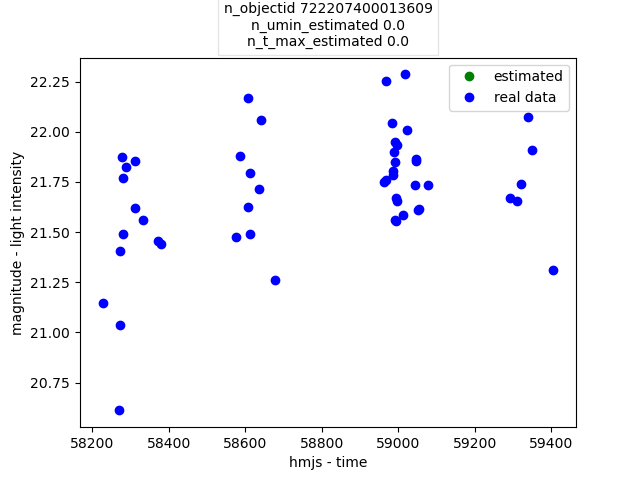 n_objectid 722207400013609
n_umin_estimated 0.0
n_t_max_estimated 0.0
estimated
real data
22.25
22.00
21.75
21.50
21.25
21.00
20.75
magnitude - light intensity
58200 58400 58600 58800 59000 59200 59400
hmjs - time